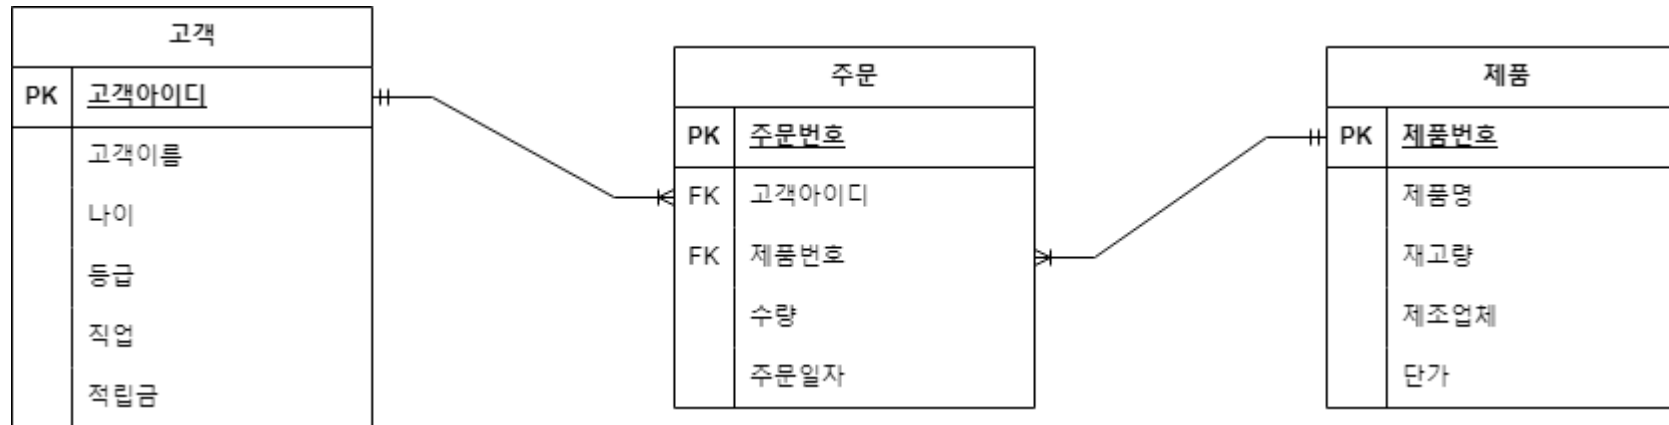 고객
PK 고객아이디
고객이름
나이
등급
직업
적립금
주문
PK 주문번호
FK 고객아이디
FK 제품번호
수량
주문일자
제품
PK 제품번호
제품명
재고량
제조업체
단가